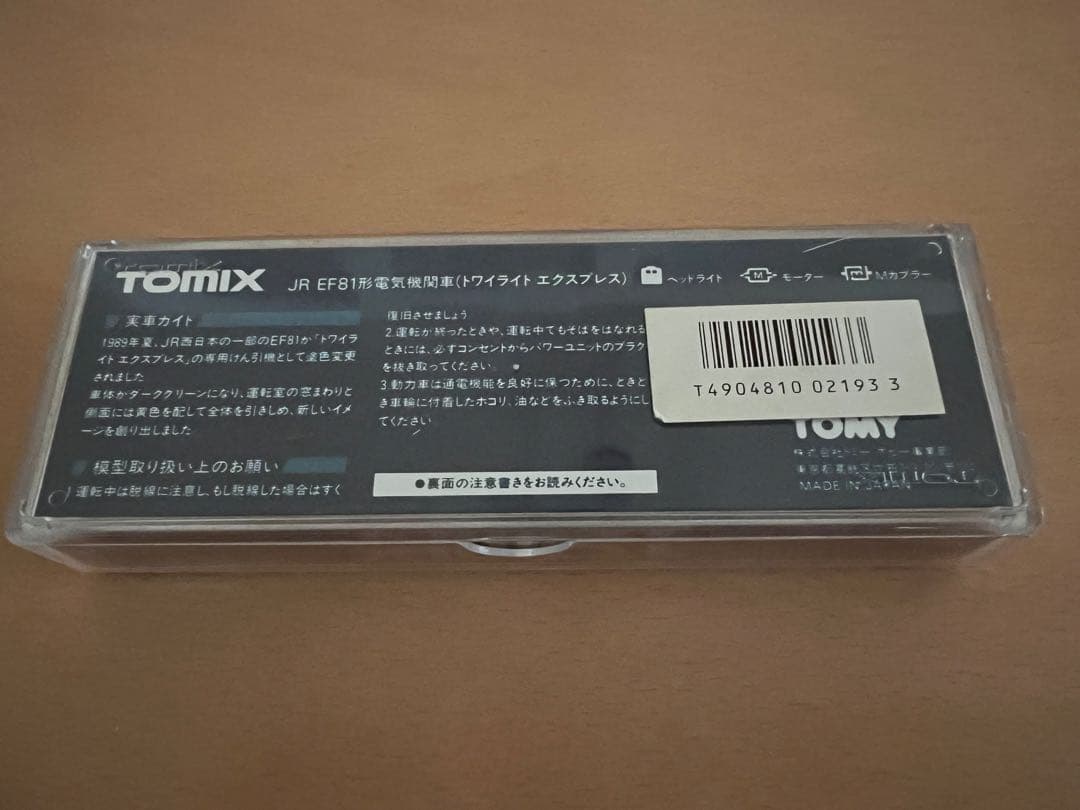 TOMIX
JR EF81形電気機関車(トワイライト エクスプレス)
ヘッドライト
モーター
Mカプラー
実車ガイド
1989年夏、JR西日本の一部のEF81が「トワイラ
イト エクスプレス」の専用けん引機として塗色変更
されました
車体がダークグリーンになり、運転室の窓まわりと
側面には黄色を配して全体を引きしめ、新しいイメ
ージを創り出しました
模型取り扱い上のお願い
運転中は脱線に注意し、もし脱線した場合はすぐ
復旧させましょう
2.運転が終ったときや、運転中でもそばをはなれる
ときには、必ずコンセントからパワーユニットのプラグ
を抜き取ってください。
3.動力車は通電機能を良好に保つために、ときど
き車輪に付着したホコリ、油などをふき取るようにし
てください
●裏面の注意書きをお読みください。
T4904810 02193 3
TOMY
株式会社トミー
MADE IN JAPAN